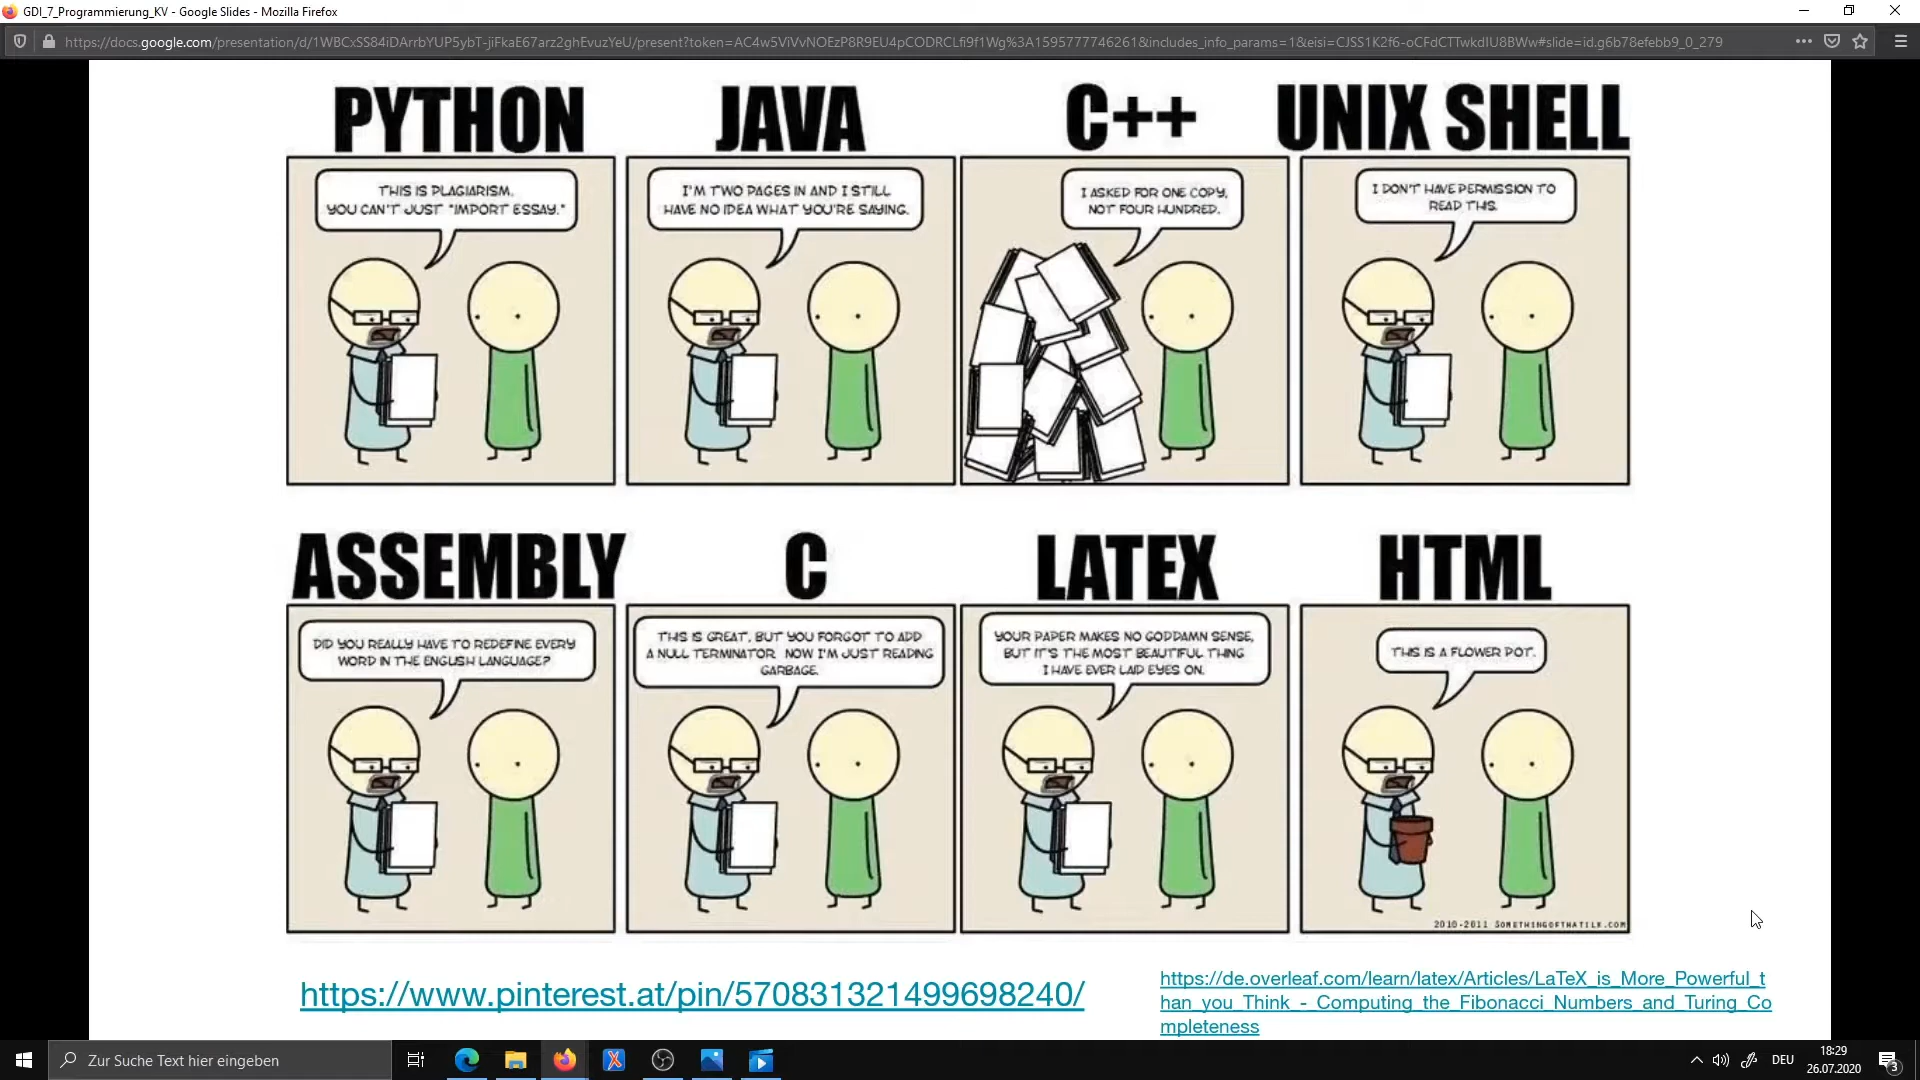 GDI_7_Programmierung_KV - Google Slides - Mozilla Firefox
https://docs.google.com/presentation/d/1WBCxSS84iDArrbYUP5ybT-jiFkaE67arz2ghEvuzYeU/present?token=AC4w5ViVvNOEzP8R9EU4pCODRCLfi9f1Wg%3A1595777746261&includes_info_params=1&eisi=CJSS1K2f6-oCFdCTTwkdIU8BWw#slide=id.g6b78efebb9_0_279
PYTHON
THIS IS PLAGIARISM.
YOU CAN'T JUST "IMPORT ESSAY."
JAVA
I'M TWO PAGES IN AND I STILL
HAVE NO IDEA WHAT YOU'RE SAYING.
C++
I ASKED FOR ONE COPY,
NOT FOUR HUNDRED.
UNIX SHELL
I DON'T HAVE PERMISSION TO
READ THIS.
ASSEMBLY
DID YOU REALLY HAVE TO REDEFINE EVERY
WORD IN THE ENGLISH LANGUAGE?
C
THIS IS GREAT, BUT YOU FORGOT TO ADD
A NULL TERMINATOR. NOW I'M JUST READING
GARBAGE.
LATEX
YOUR PAPER MAKES NO GODDAMN SENSE,
BUT IT'S THE MOST BEAUTIFUL THING
I HAVE EVER LAID EYES ON.
HTML
THIS IS A FLOWER POT.
2010-2011 SOMETHINGOFTHATILK.COM
https://www.pinterest.at/pin/570831321499698240/
https://de.overleaf.com/learn/latex/Articles/LaTeX_is_More_Powerful_t
han_you_Think_-_Computing_the_Fibonacci_Numbers_and_Turing_Co
mpleteness
Zur Suche Text hier eingeben
DEU
18:29
26.07.2020
3